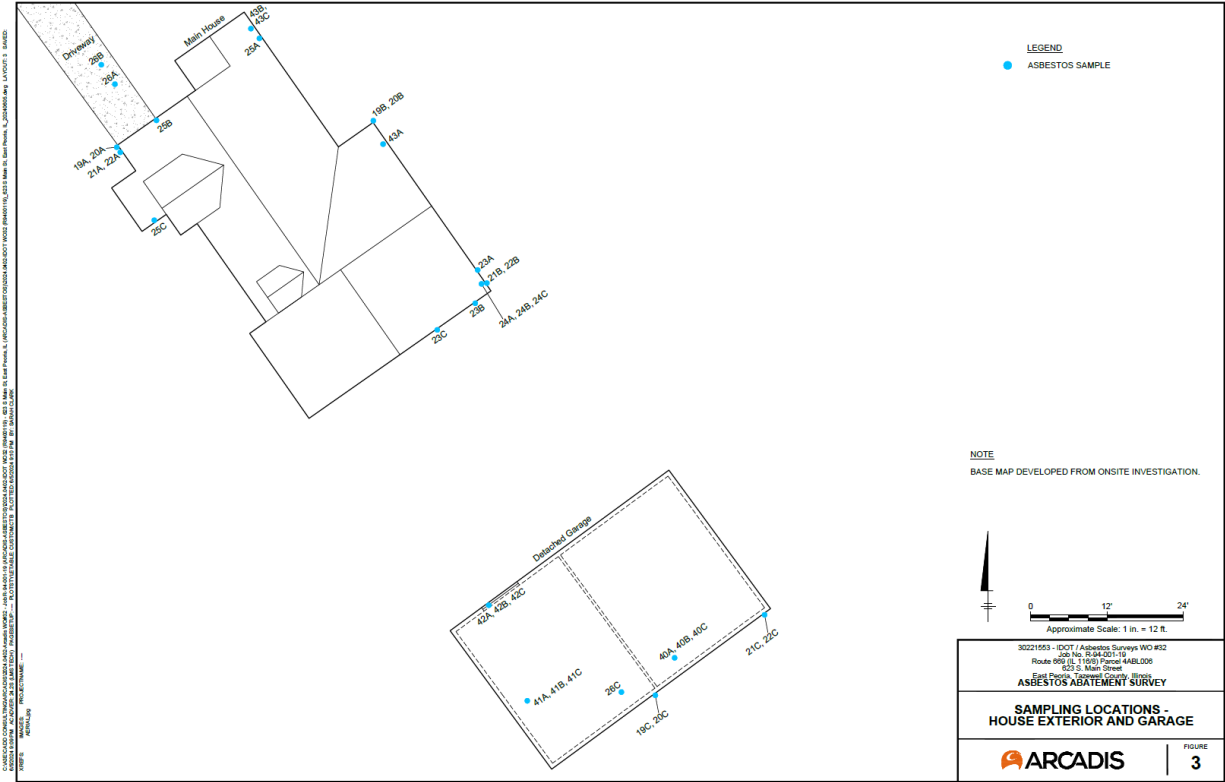 Driveway
26B
26A
Main House
43B,
43C
25A
25B
19A, 20A
21A, 22A
25C
19B, 20B
43A
23A
21B, 22B
23B
24A, 24B, 24C
23C
LEGEND
ASBESTOS SAMPLE
NOTE
BASE MAP DEVELOPED FROM ONSITE INVESTIGATION.
Detached Garage
42A, 42B, 42C
40A, 40B, 40C
21C, 22C
41A, 41B, 41C
26C
19C, 20C
0 12' 24'
Approximate Scale: 1 in. = 12 ft.
30221553 - IDOT / Asbestos Surveys WO #32
Job No. R-94-001-19
Route 669 (IL 116/8) Parcel 4ABL006
623 S. Main Street
East Peoria, Tazewell County, Illinois
ASBESTOS ABATEMENT SURVEY
SAMPLING LOCATIONS -
HOUSE EXTERIOR AND GARAGE
ARCADIS
FIGURE
3